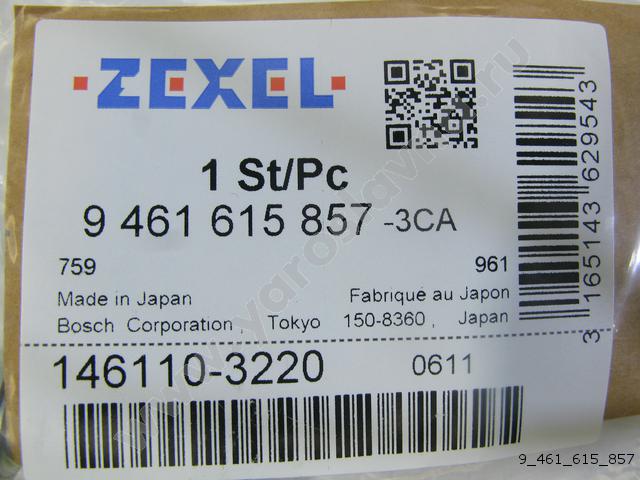 ZEXEL
1 St/Pc
9 461 615 857 -3CA
759 961
Made in Japan Fabriqué au Japon
Bosch Corporation , Tokyo 150-8360 , Japan
146110-3220 0611
3 165143 629543
9_461_615_857